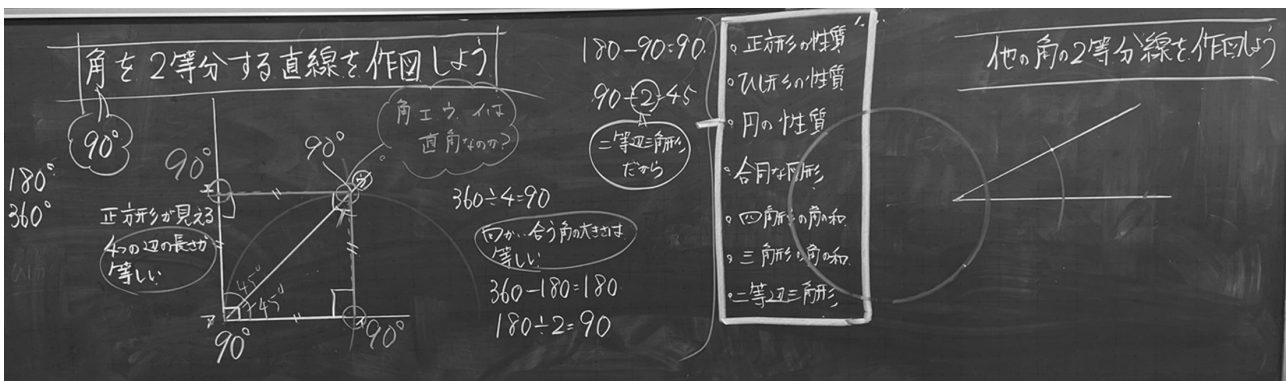 角を2等分する直線を作図しよう
90°
180°
360°
90°
正方形が見える
4つの辺の長さが
等しい
45°
45°
90°
90°
90°
角エウイは
直角なのか?
360÷4=90
向かい合う角の大きさは
等しい
360-180=180
180÷2=90
180-90=90
90÷2=45
二等辺三角形
だから
・正方形の性質
・ひし形の性質
・円の性質
・合同な図形
・四角形の角の和
・三角形の角の和
・二等辺三角形
他の角の2等分線を作図しよう